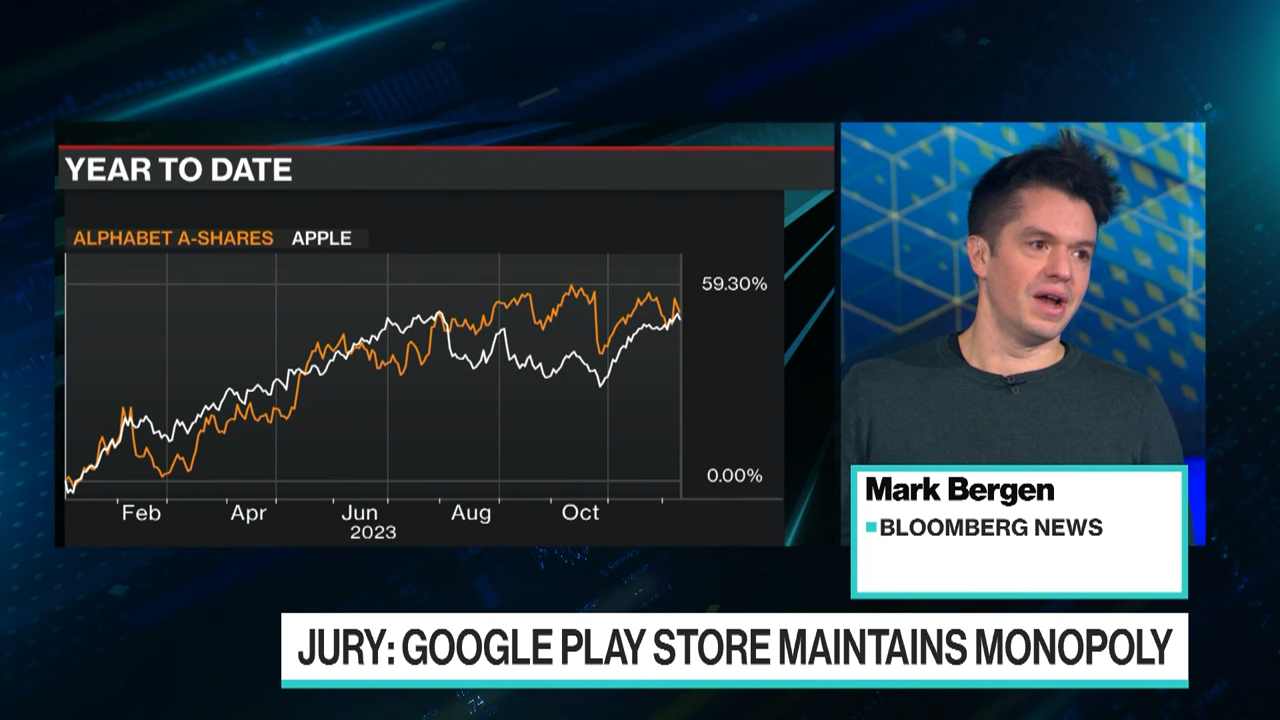 YEAR TO DATE
ALPHABET A-SHARES APPLE
59.30%
0.00%
Feb Apr Jun Aug Oct
2023
Mark Bergen
BLOOMBERG NEWS
JURY: GOOGLE PLAY STORE MAINTAINS MONOPOLY